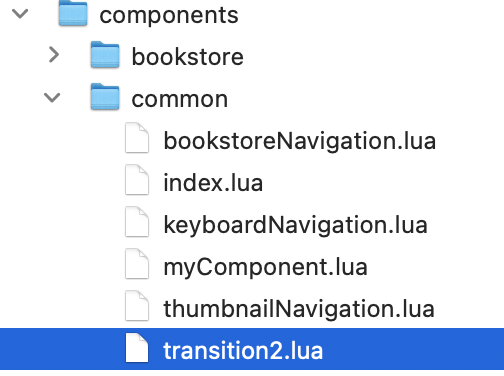 components
bookstore
common
bookstoreNavigation.lua
index.lua
keyboardNavigation.lua
myComponent.lua
thumbnailNavigation.lua
transition2.lua